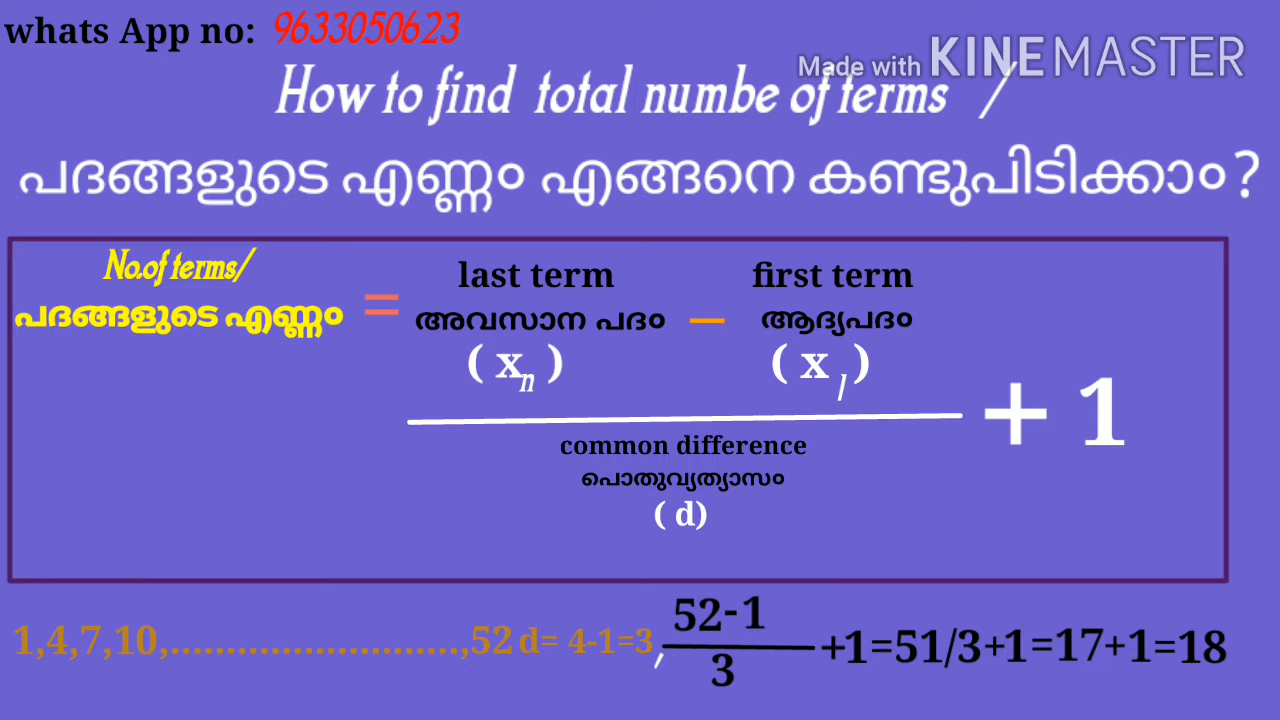 whats App no: 9633050623
Made with KINEMASTER
How to find total numbe of terms /
പദങ്ങളുടെ എണ്ണം എങ്ങനെ കണ്ടുപിടിക്കാം?
No.of terms/
പദങ്ങളുടെ എണ്ണം
=
last term
അവസാന പദം
( xn )
—
first term
ആദ്യപദം
( x l )
common difference
പൊതുവ്യത്യാസം
( d)
+ 1
1,4,7,10,..........................,52 d= 4-1=3 ,
52-1
3
+1=51/3+1=17+1=18